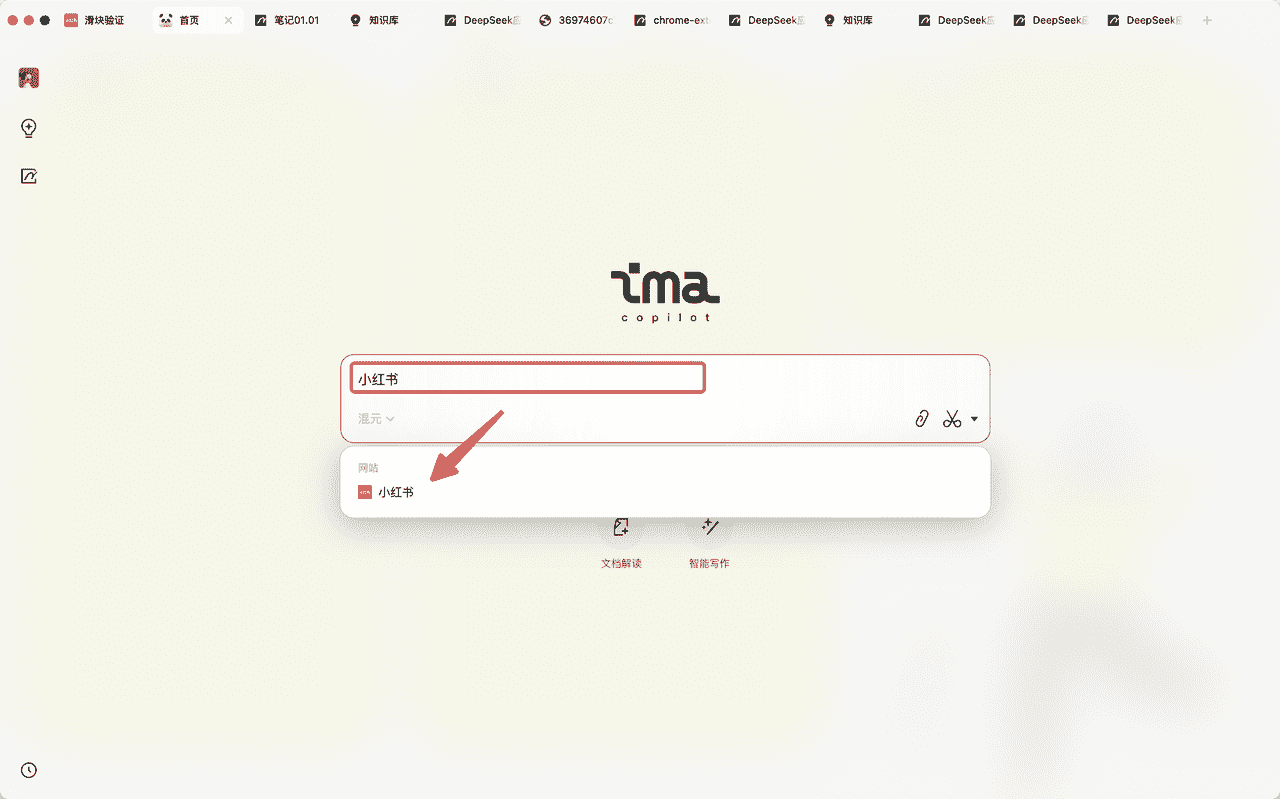 滑块验证
首页
笔记01.01
知识库
DeepSeek
36974607
chrome-ext
DeepSeek
知识库
DeepSeek
DeepSeek
DeepSeek
ima
copilot
小红书
混元
网站
小红书
文档解读
智能写作